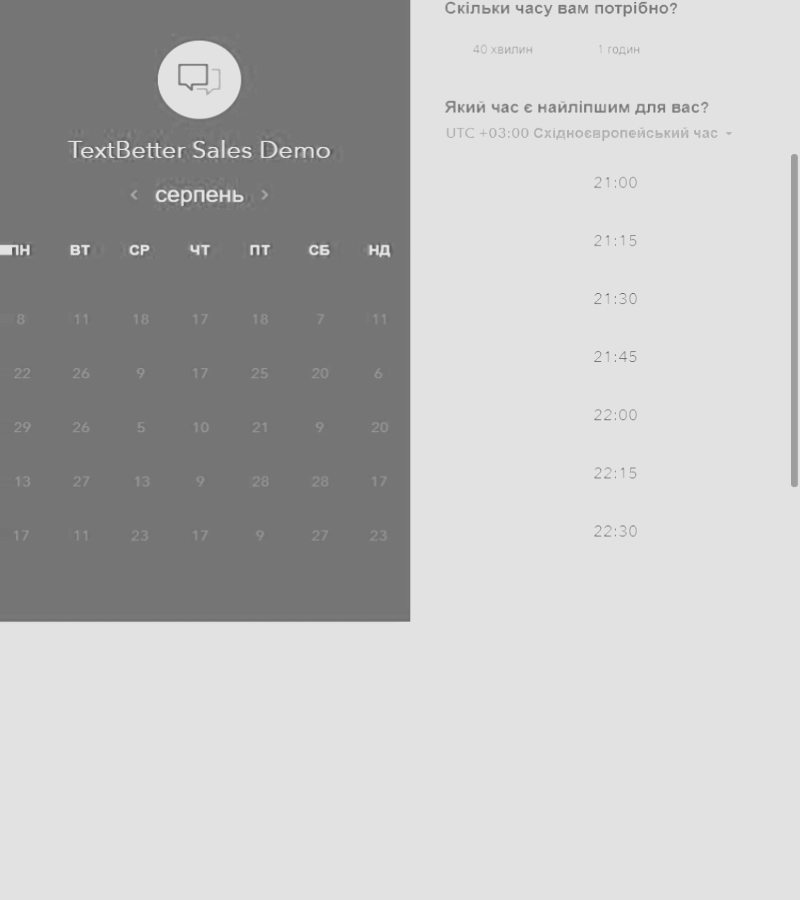 TextBetter Sales Demo
серпень
ПН ВТ СР ЧТ ПТ СБ НД
8 11 18 17 18 7 11
22 26 9 17 25 20 6
29 26 5 10 21 9 20
13 27 13 9 28 28 17
17 11 23 17 9 27 23
Скільки часу вам потрібно?
40 хвилин 1 годин
Який час є найліпшим для вас?
UTC +03:00 Східноєвропейський час
21:00
21:15
21:30
21:45
22:00
22:15
22:30